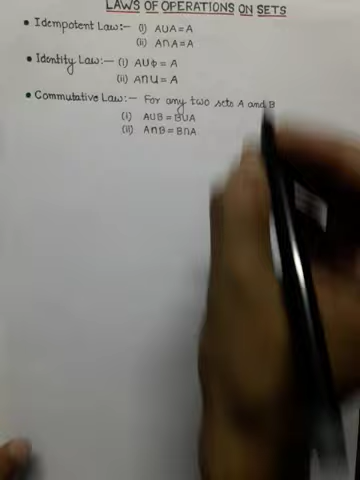 LAWS OF OPERATIONS ON SETS
• Idempotent Law:- (i) A∪A=A
(ii) A∩A=A
• Identity Law:- (i) A∪ϕ = A
(ii) A∩U = A
• Commutative Law:- For any two sets A and B
(i) A∪B = B∪A
(ii) A∩B = B∩A